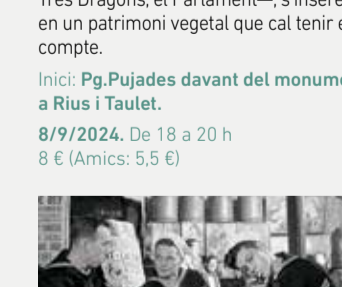 Tres Dragons, el Parlament—, s'insere
en un patrimoni vegetal que cal tenir e
compte.
Inici: Pg.Pujades davant del monume
a Rius i Taulet.
8/9/2024. De 18 a 20 h
8 € (Amics: 5,5 €)